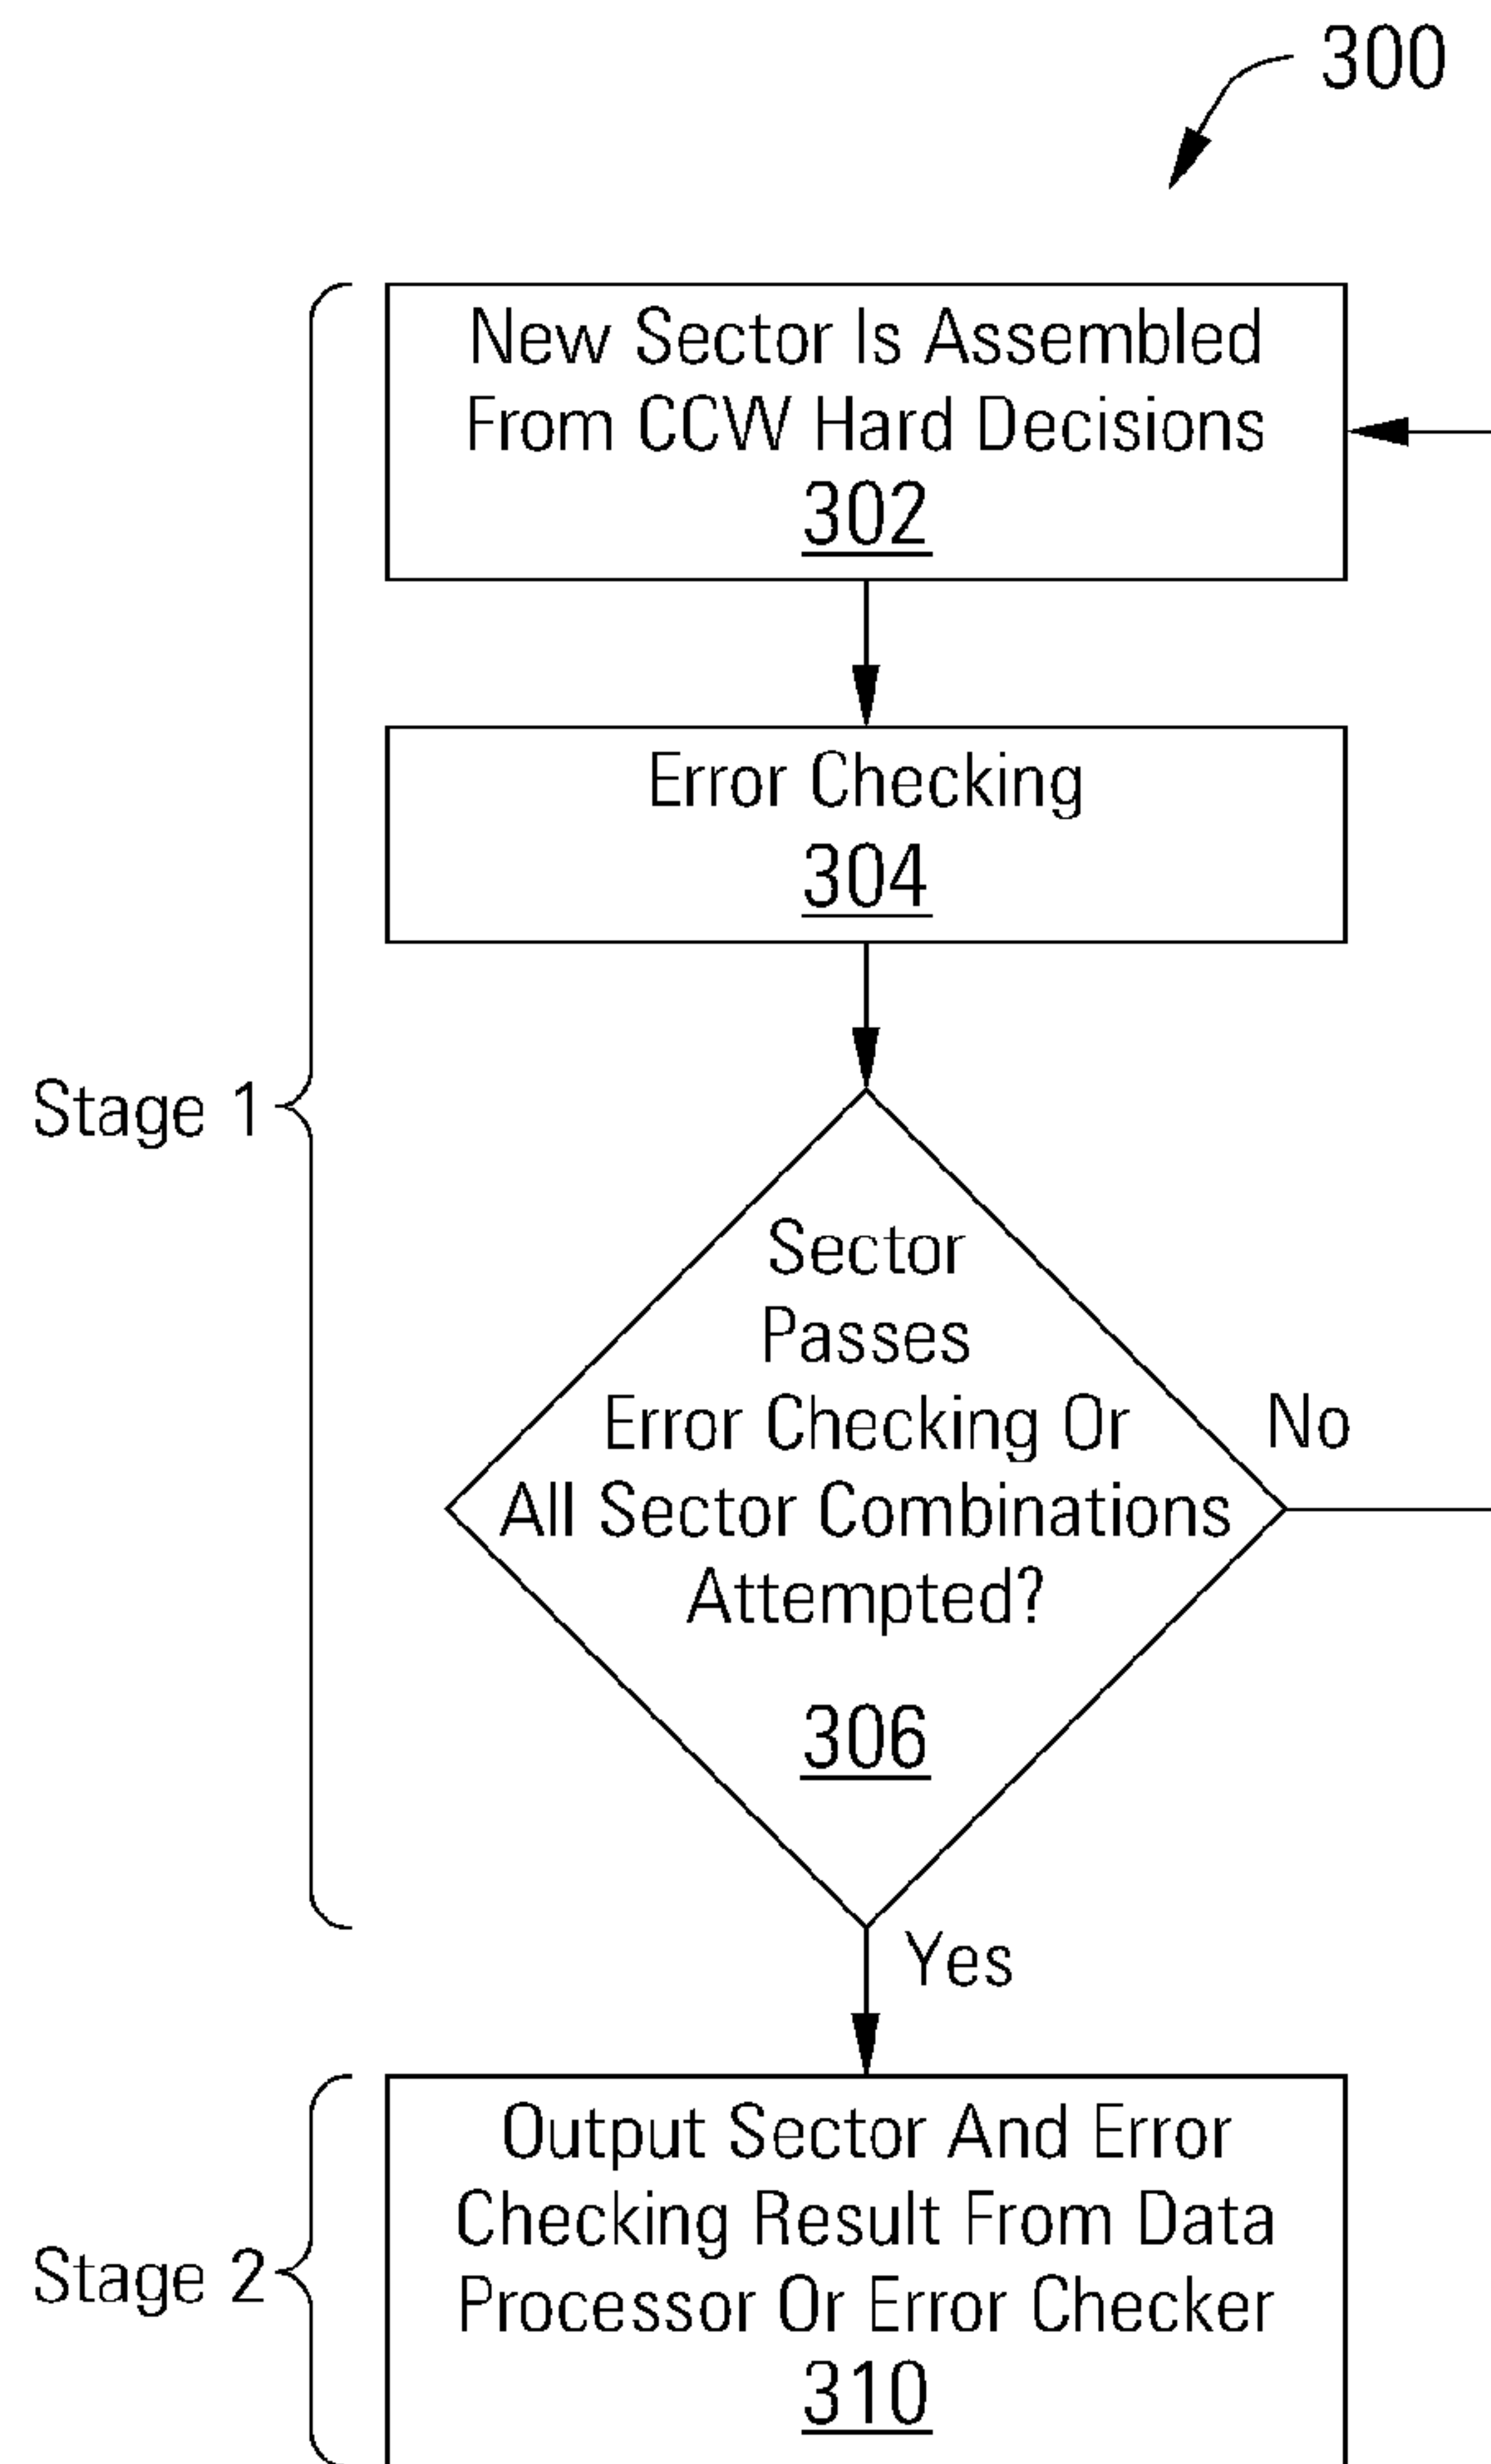 300
New Sector Is Assembled
From CCW Hard Decisions
302
Error Checking
304
Stage 1
Sector
Passes
Error Checking Or
All Sector Combinations
Attempted?
306
No
Yes
Output Sector And Error
Checking Result From Data
Processor Or Error Checker
310
Stage 2